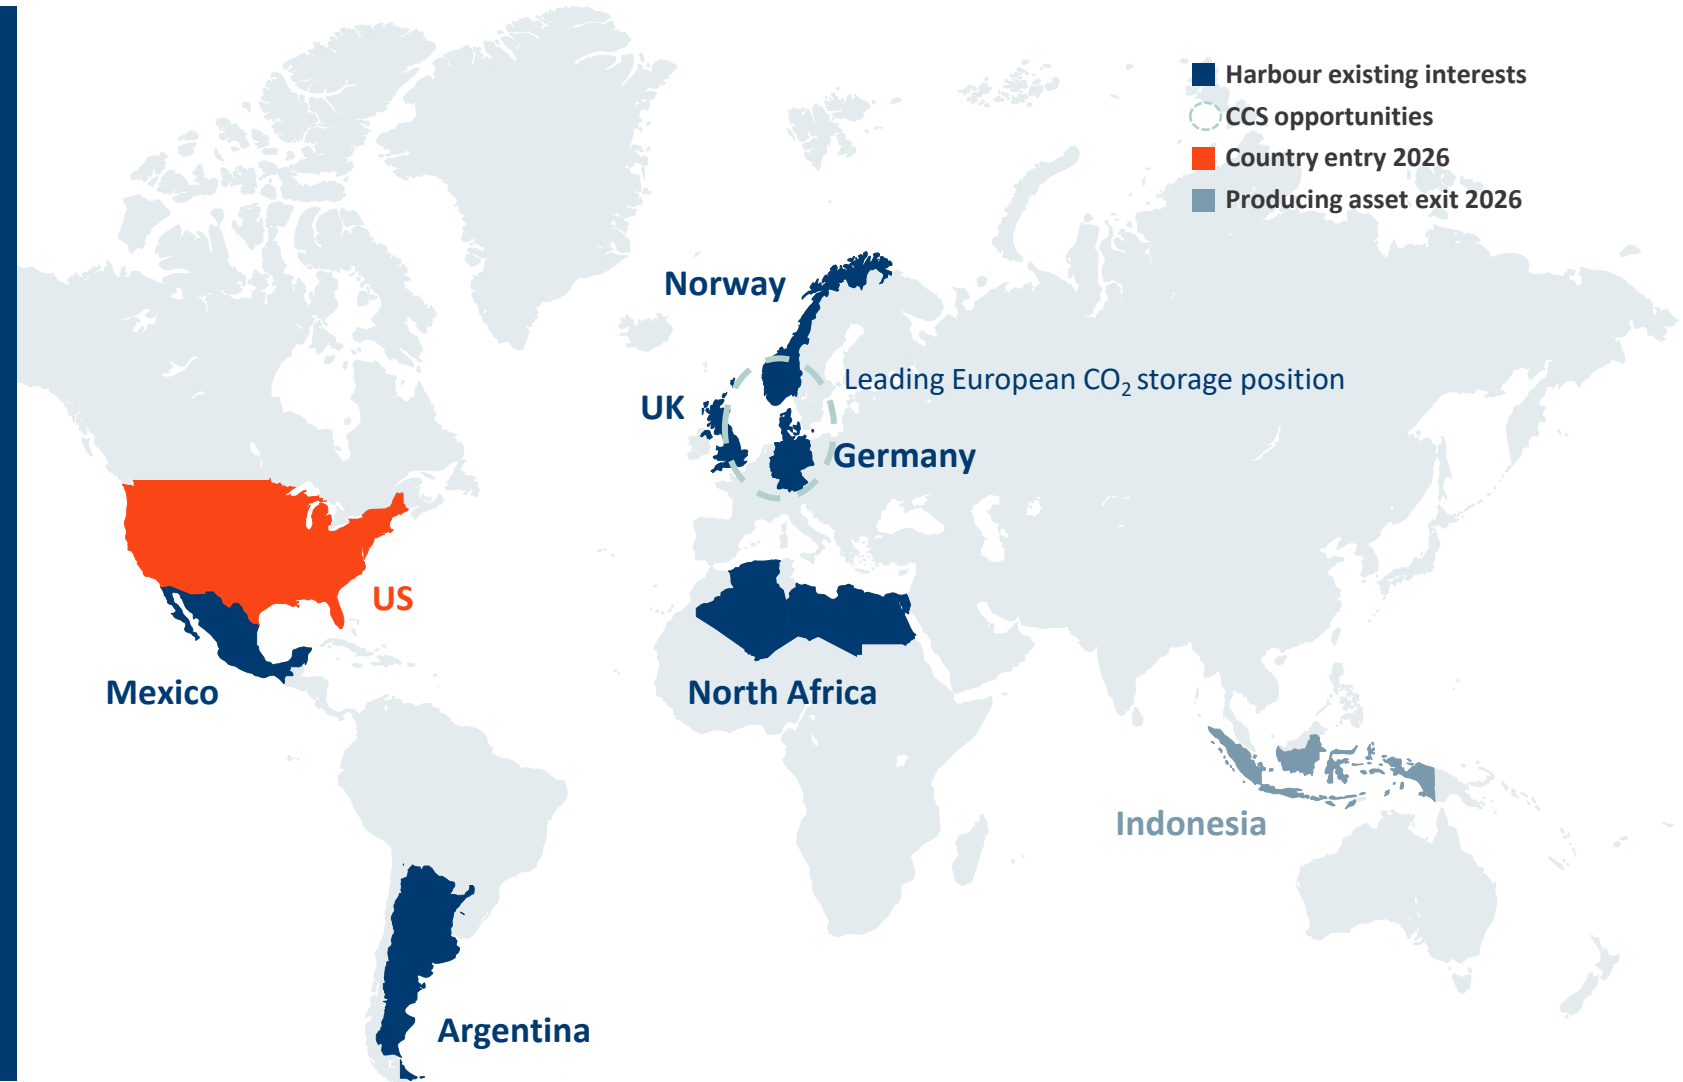 Harbour existing interests
CCS opportunities
Country entry 2026
Producing asset exit 2026
Norway
Leading European CO₂ storage position
UK
Germany
US
Mexico
North Africa
Indonesia
Argentina